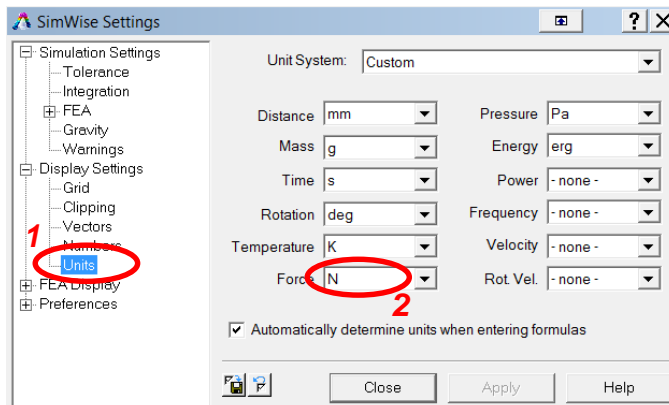 SimWise Settings
Simulation Settings
Tolerance
Integration
FEA
Gravity
Warnings
Display Settings
Grid
Clipping
Vectors
1
Numbers
Units
FEA Display
Preferences
Unit System: Custom
Distance mm Pressure Pa
Mass g Energy erg
Time s Power - none -
Rotation deg Frequency - none -
Temperature K Velocity - none -
Force N Rot. Vel. - none -
2
Automatically determine units when entering formulas
Close Apply Help